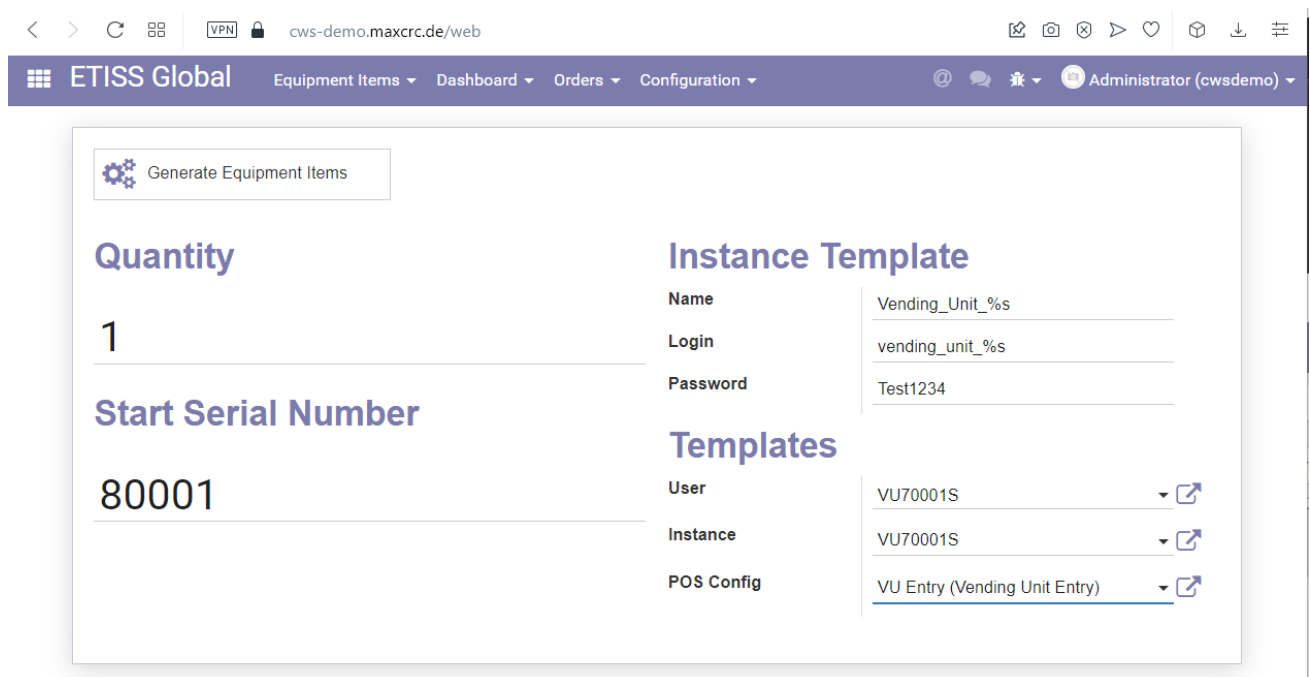 VPN cws-demo.maxcrc.de/web
ETISS Global Equipment Items Dashboard Orders Configuration @ Administrator (cwsdemo)
Generate Equipment Items
Quantity
1
Start Serial Number
80001
Instance Template
Name Vending_Unit_%s
Login vending_unit_%s
Password Test1234
Templates
User VU70001S
Instance VU70001S
POS Config VU Entry (Vending Unit Entry)